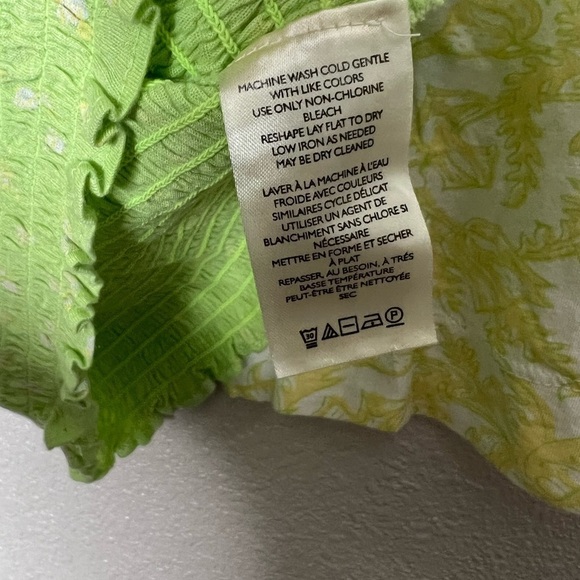 MACHINE WASH COLD GENTLE
WITH LIKE COLORS
USE ONLY NON-CHLORINE
BLEACH
RESHAPE LAY FLAT TO DRY
LOW IRON AS NEEDED
MAY BE DRY CLEANED
LAVER À LA MACHINE À L'EAU
FROIDE AVEC COULEURS
SIMILAIRES CYCLE DÉLICAT
UTILISER UN AGENT DE
BLANCHIMENT SANS CHLORE SI
NÉCESSAIRE
METTRE EN FORME ET SECHER
À PLAT
REPASSER, AU BESOIN, À TRÉS
BASSE TEMPÉRATURE
PEUT-ÊTRE ÊTRE NETTOYÉE
SEC
30 P